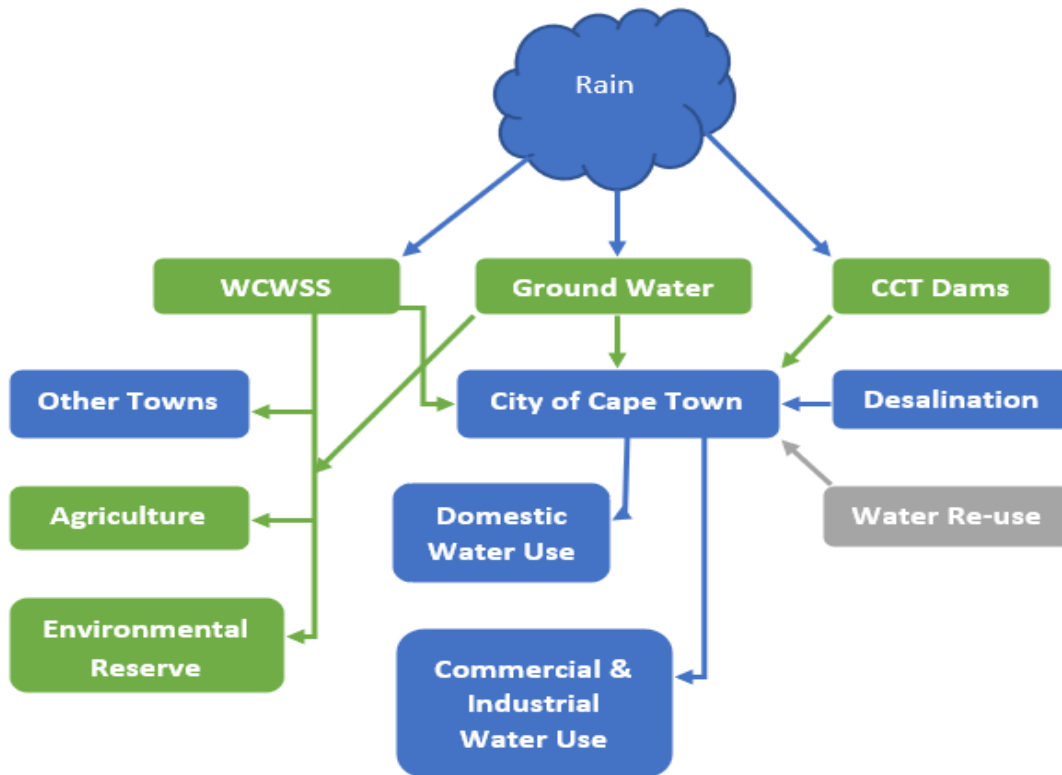 Rain
WCWSS
Ground Water
CCT Dams
Other Towns
City of Cape Town
Desalination
Agriculture
Domestic
Water Use
Water Re-use
Environmental
Reserve
Commercial &
Industrial
Water Use